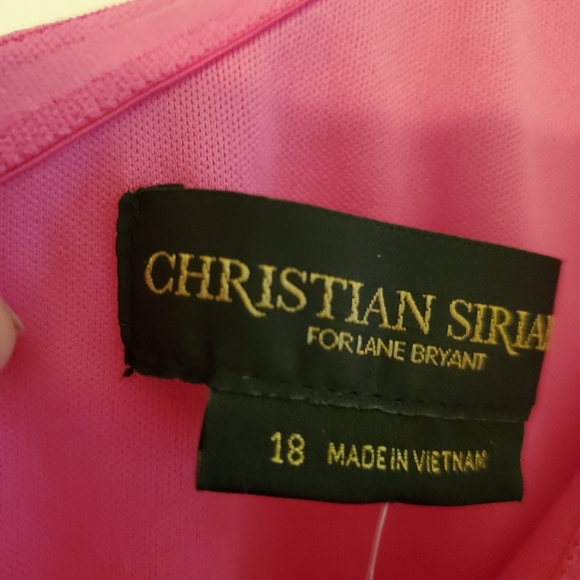 CHRISTIAN SIRIA
FOR LANE BRYANT
18 MADE IN VIETNAM